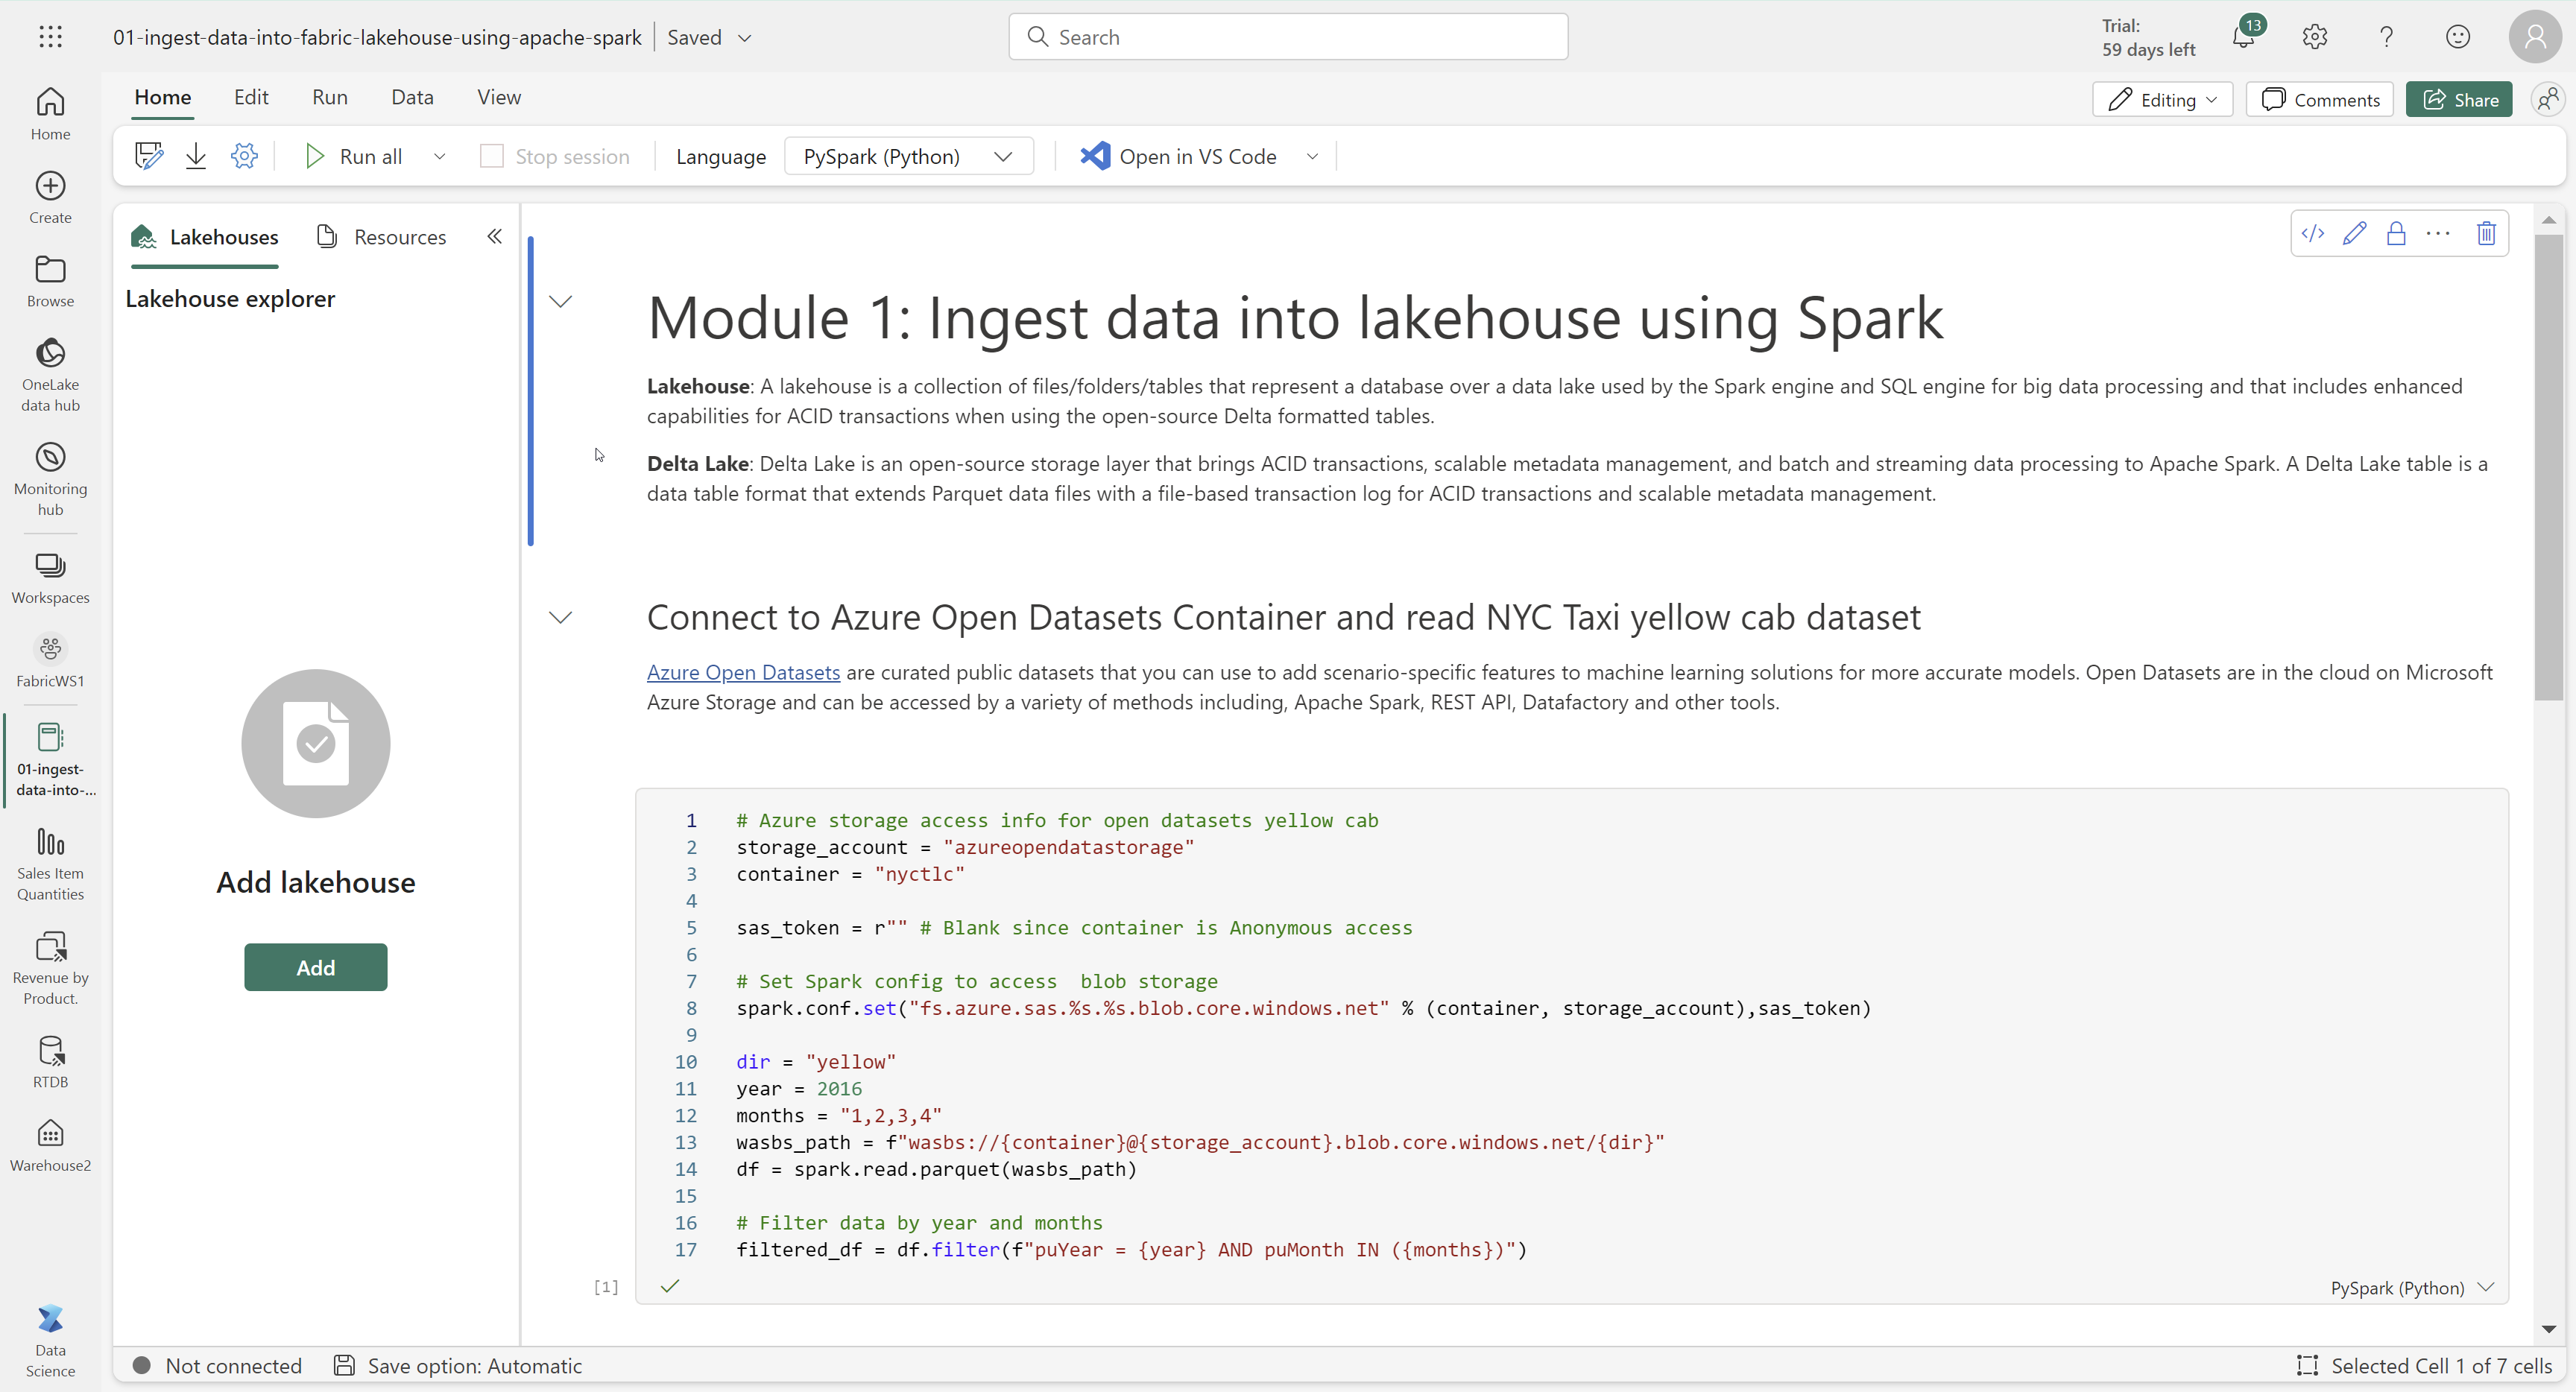 01-ingest-data-into-fabric-lakehouse-using-apache-spark
Saved
Search
Trial:
59 days left
13
Home
Edit
Run
Data
View
Editing
Comments
Share
Run all
Stop session
Language
PySpark (Python)
Open in VS Code
Home
Create
Browse
OneLake
data hub
Monitoring
hub
Workspaces
FabricWS1
01-ingest-
data-into-...
Sales Item
Quantities
Revenue by
Product.
RTDB
Warehouse2
Data
Science
Lakehouses
Resources
Lakehouse explorer
Add lakehouse
Add
Module 1: Ingest data into lakehouse using Spark
Lakehouse: A lakehouse is a collection of files/folders/tables that represent a database over a data lake used by the Spark engine and SQL engine for big data processing and that includes enhanced
capabilities for ACID transactions when using the open-source Delta formatted tables.
Delta Lake: Delta Lake is an open-source storage layer that brings ACID transactions, scalable metadata management, and batch and streaming data processing to Apache Spark. A Delta Lake table is a
data table format that extends Parquet data files with a file-based transaction log for ACID transactions and scalable metadata management.
Connect to Azure Open Datasets Container and read NYC Taxi yellow cab dataset
Azure Open Datasets are curated public datasets that you can use to add scenario-specific features to machine learning solutions for more accurate models. Open Datasets are in the cloud on Microsoft
Azure Storage and can be accessed by a variety of methods including, Apache Spark, REST API, Datafactory and other tools.
1 # Azure storage access info for open datasets yellow cab
2 storage_account = "azureopendatastorage"
3 container = "nyctlc"
4
5 sas_token = r"" # Blank since container is Anonymous access
6
7 # Set Spark config to access  blob storage
8 spark.conf.set("fs.azure.sas.%s.%s.blob.core.windows.net" % (container, storage_account),sas_token)
9
10 dir = "yellow"
11 year = 2016
12 months = "1,2,3,4"
13 wasbs_path = f"wasbs://{container}@{storage_account}.blob.core.windows.net/{dir}"
14 df = spark.read.parquet(wasbs_path)
15
16 # Filter data by year and months
17 filtered_df = df.filter(f"puYear = {year} AND puMonth IN ({months})")
[1]
PySpark (Python)
Not connected
Save option: Automatic
Selected Cell 1 of 7 cells